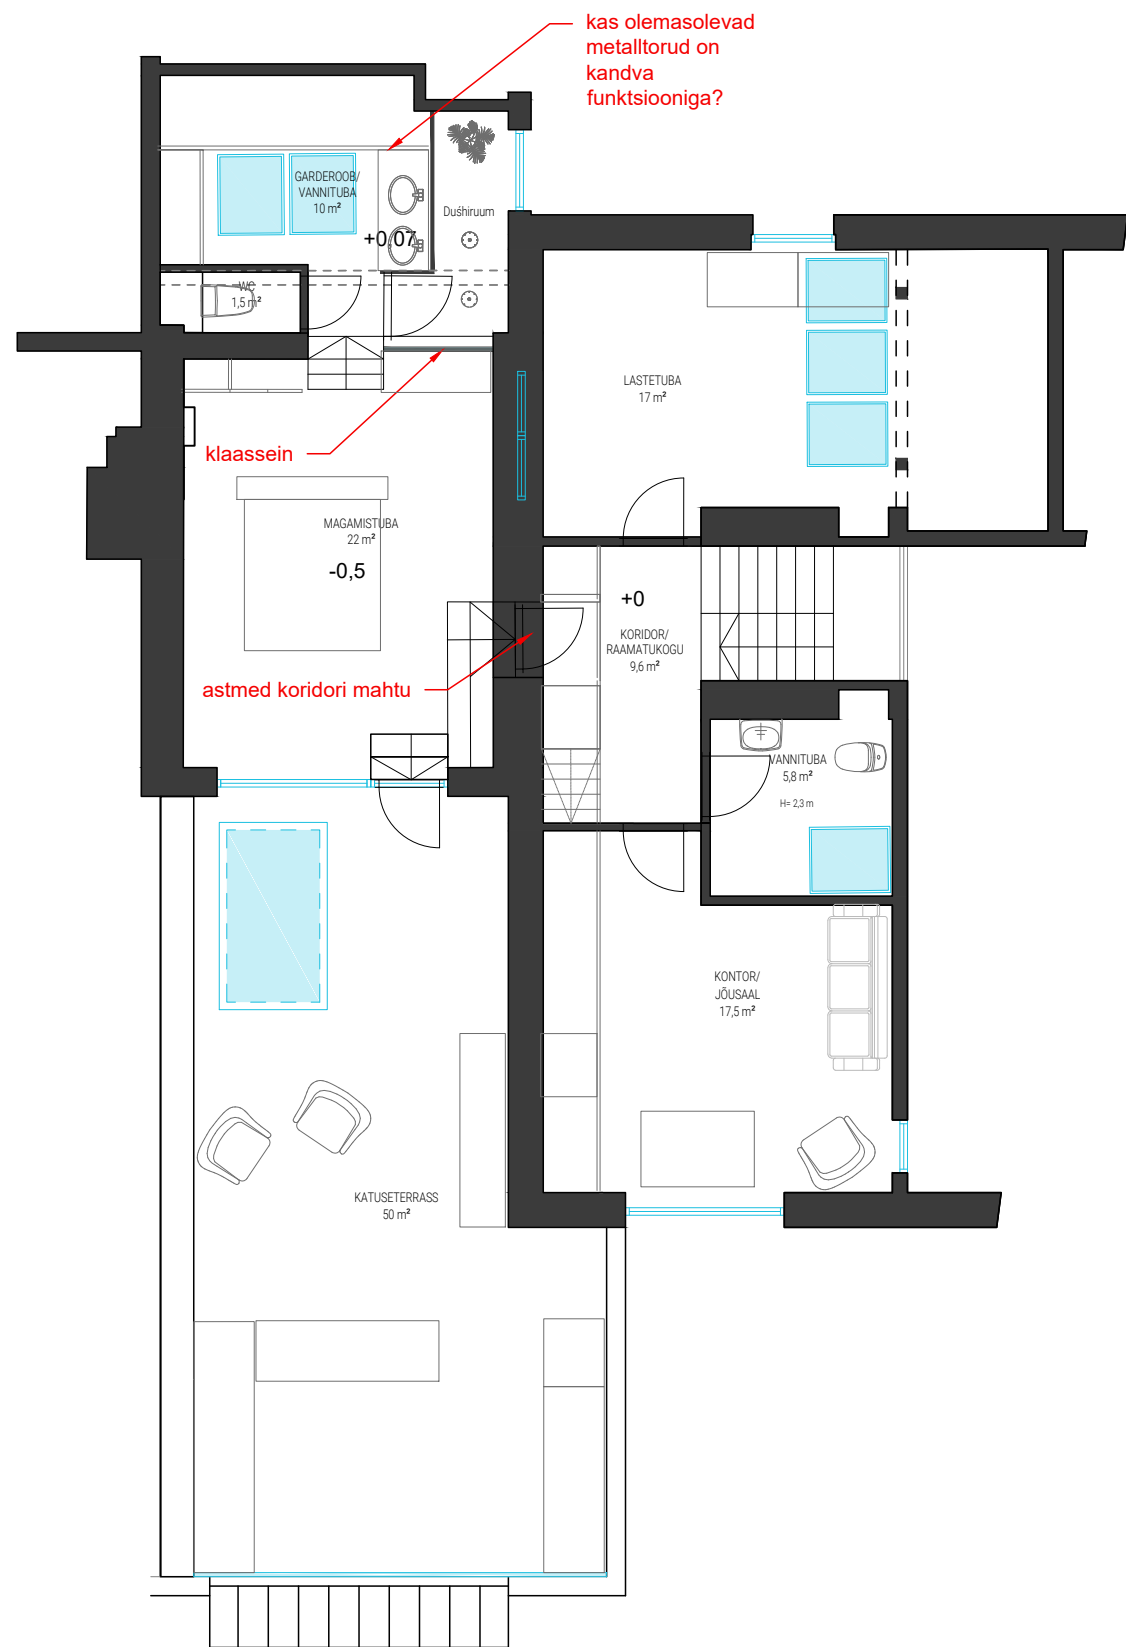 kas olemasolevad
metalltorud on
kandva
funktsiooniga?
GARDEROOB/
VANNITUBA
10 m²
+0,07
Dušhiruum
WC
1,5 m²
klaassein
LASTETUBA
17 m²
MAGAMISTUBA
22 m²
-0,5
+0
KORIDOR/
RAAMATUKOGU
9,6 m²
astmed koridori mahtu
VANNITUBA
5,8 m²
H= 2,3 m
KONTOR/
JÕUSAAL
17,5 m²
KATUSETERRASS
50 m²